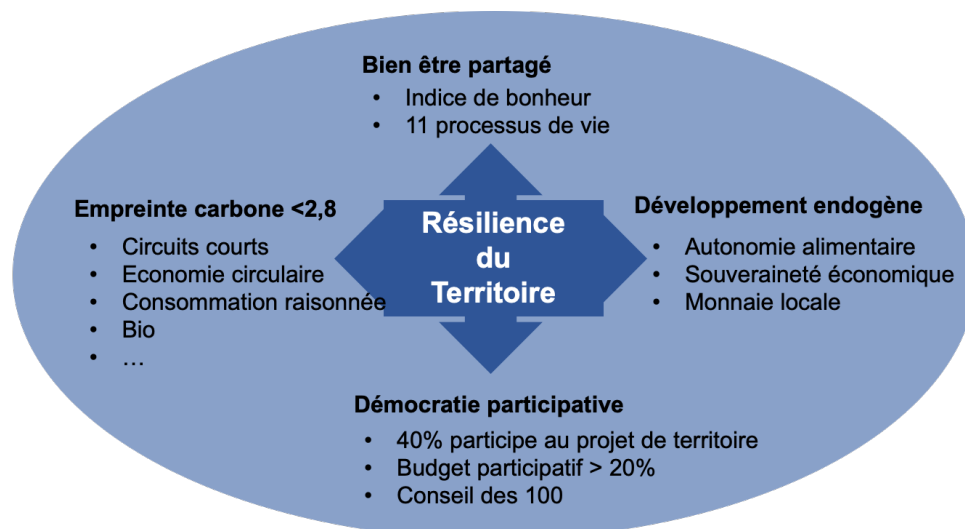 Bien être partagé
• Indice de bonheur
• 11 processus de vie
Empreinte carbone <2,8
• Circuits courts
• Economie circulaire
• Consommation raisonnée
• Bio
• …
Résilience
du
Territoire
Développement endogène
• Autonomie alimentaire
• Souveraineté économique
• Monnaie locale
Démocratie participative
• 40% participe au projet de territoire
• Budget participatif > 20%
• Conseil des 100